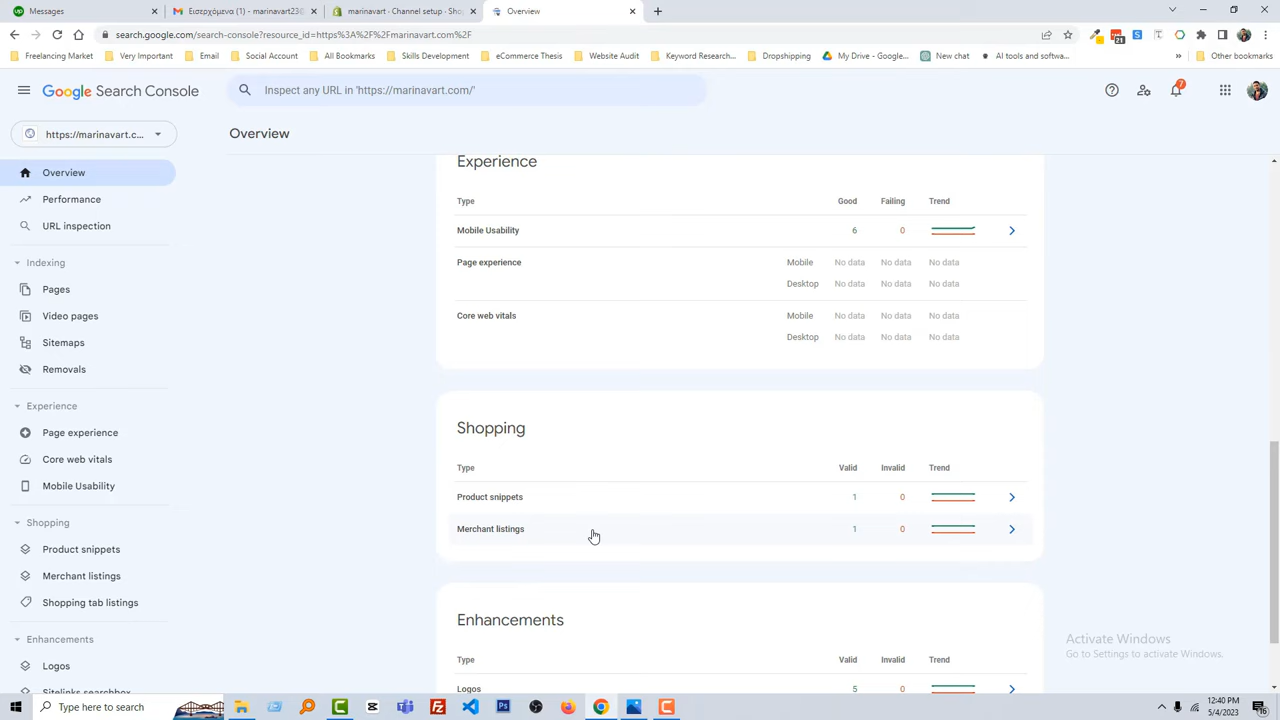 Messages
Εισερχόμενα (1) - marinavart23@
marinavart - Channel setup · Sho
Overview
search.google.com/search-console?resource_id=https%3A%2F%2Fmarinavart.com%2F
21
Freelancing Market
Very Important
Email
Social Account
All Bookmarks
Skills Development
eCommerce Thesis
Website Audit
Keyword Research...
Dropshipping
My Drive - Google...
New chat
AI tools and softwa...
»
Other bookmarks
Google Search Console
Inspect any URL in 'https://marinavart.com/'
7
https://marinavart.c...
Overview
Overview
Performance
URL inspection
Indexing
Pages
Video pages
Sitemaps
Removals
Experience
Page experience
Core web vitals
Mobile Usability
Shopping
Product snippets
Merchant listings
Shopping tab listings
Enhancements
Logos
Sitelinks searchbox
Experience
Type Good Failing Trend
Mobile Usability 6 0
Page experience Mobile No data No data No data
Desktop No data No data No data
Core web vitals Mobile No data No data No data
Desktop No data No data No data
Shopping
Type Valid Invalid Trend
Product snippets 1 0
Merchant listings 1 0
Enhancements
Type Valid Invalid Trend
Logos 5 0
Activate Windows
Go to Settings to activate Windows.
Type here to search
12:40 PM
5/4/2023